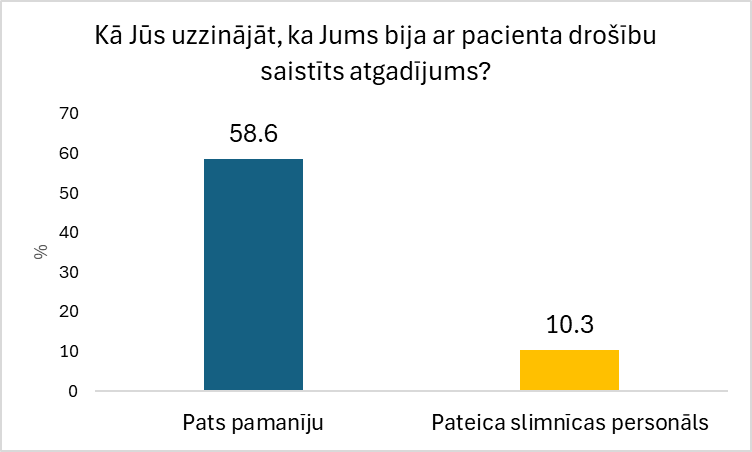 Kā Jūs uzzinājāt, ka Jums bija ar pacienta drošību
saistīts atgadījums?
70
60
50
40
30
20
10
0
%
58.6
10.3
Pats pamanīju
Pateica slimnīcas personāls